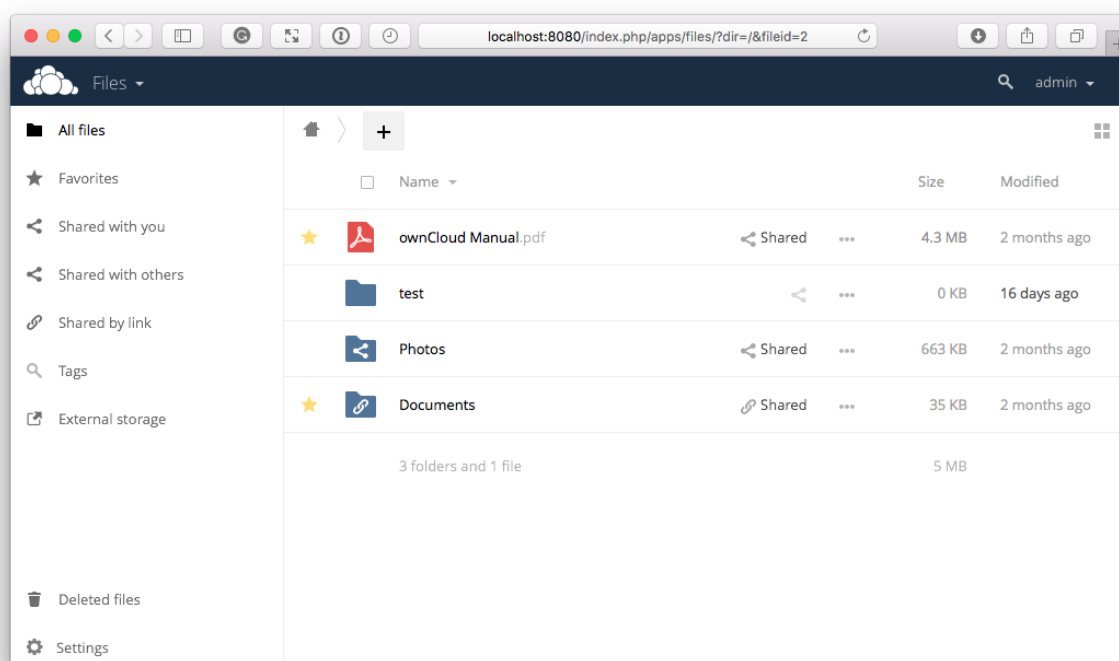 localhost:8080/index.php/apps/files/?dir=/&fileid=2
Files
admin
All files
Favorites
Shared with you
Shared with others
Shared by link
Tags
External storage
Deleted files
Settings
Name Size Modified
ownCloud Manual.pdf Shared 4.3 MB 2 months ago
test 0 KB 16 days ago
Photos Shared 663 KB 2 months ago
Documents Shared 35 KB 2 months ago
3 folders and 1 file 5 MB